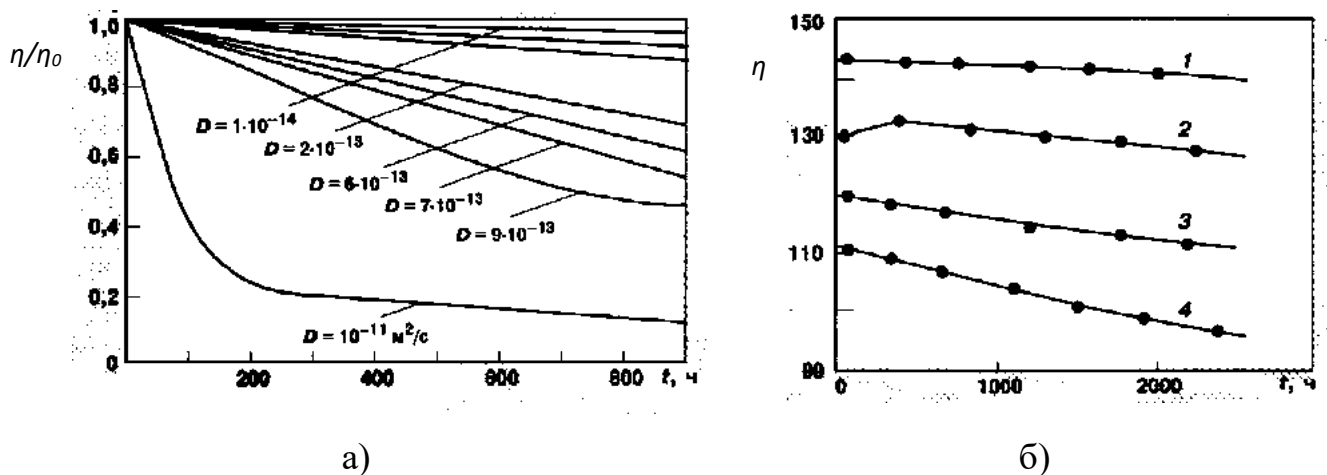 η/η₀
1,0
0,8
0,6
0,4
0,2
0
D = 1·10⁻¹⁴
D = 2·10⁻¹³
D = 6·10⁻¹³
D = 7·10⁻¹³
D = 9·10⁻¹³
D = 10⁻¹¹ м²/с
200
400
600
800
t, ч
а)
η
150
130
110
90
1
2
3
4
0
1000
2000
t, ч
б)